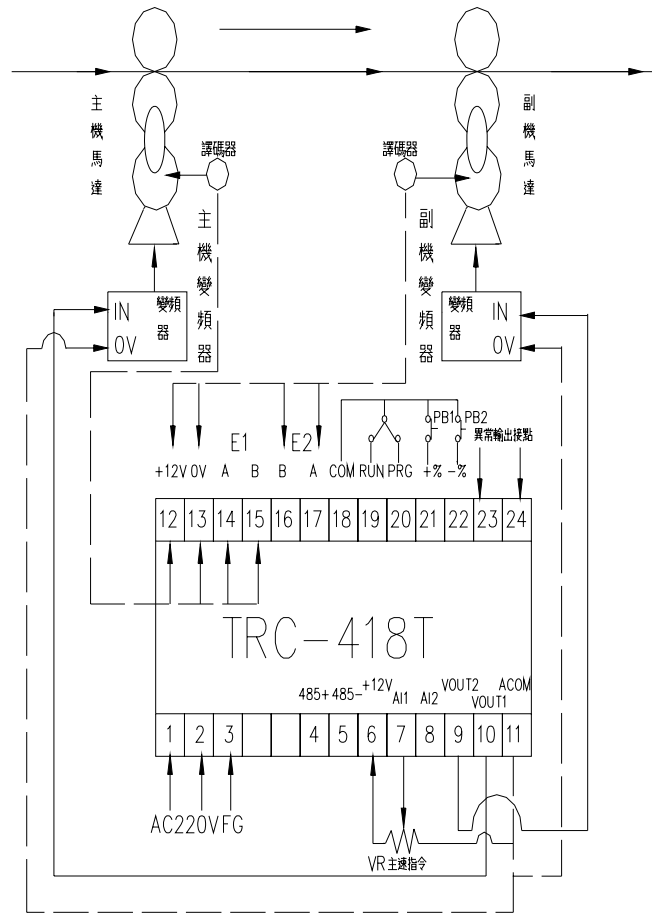 主機馬達
副機馬達
譯碼器
譯碼器
主機變頻器
副機變頻器
IN 變頻器
0V
變頻器 IN
0V
E1 E2
PB1 PB2
異常輸出接點
+12V 0V A B B A COM RUN PRG +% -%
12 13 14 15 16 17 18 19 20 21 22 23 24
TRC-418T
485+ 485- +12V AI1 AI2 VOUT2 VOUT1 ACOM
1 2 3 4 5 6 7 8 9 10 11
AC220V FG
VR 主速指令